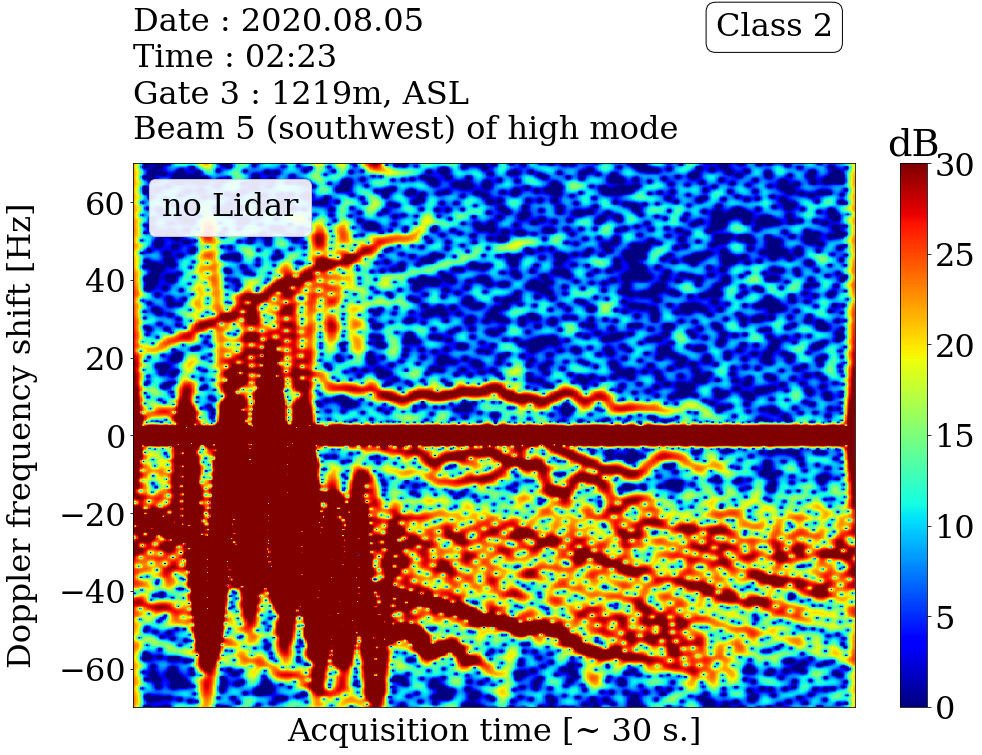 Date : 2020.08.05
Time : 02:23
Gate 3 : 1219m, ASL
Beam 5 (southwest) of high mode
Class 2
dB
no Lidar
Doppler frequency shift [Hz]
60
40
20
0
−20
−40
−60
30
25
20
15
10
5
0
Acquisition time [~ 30 s.]